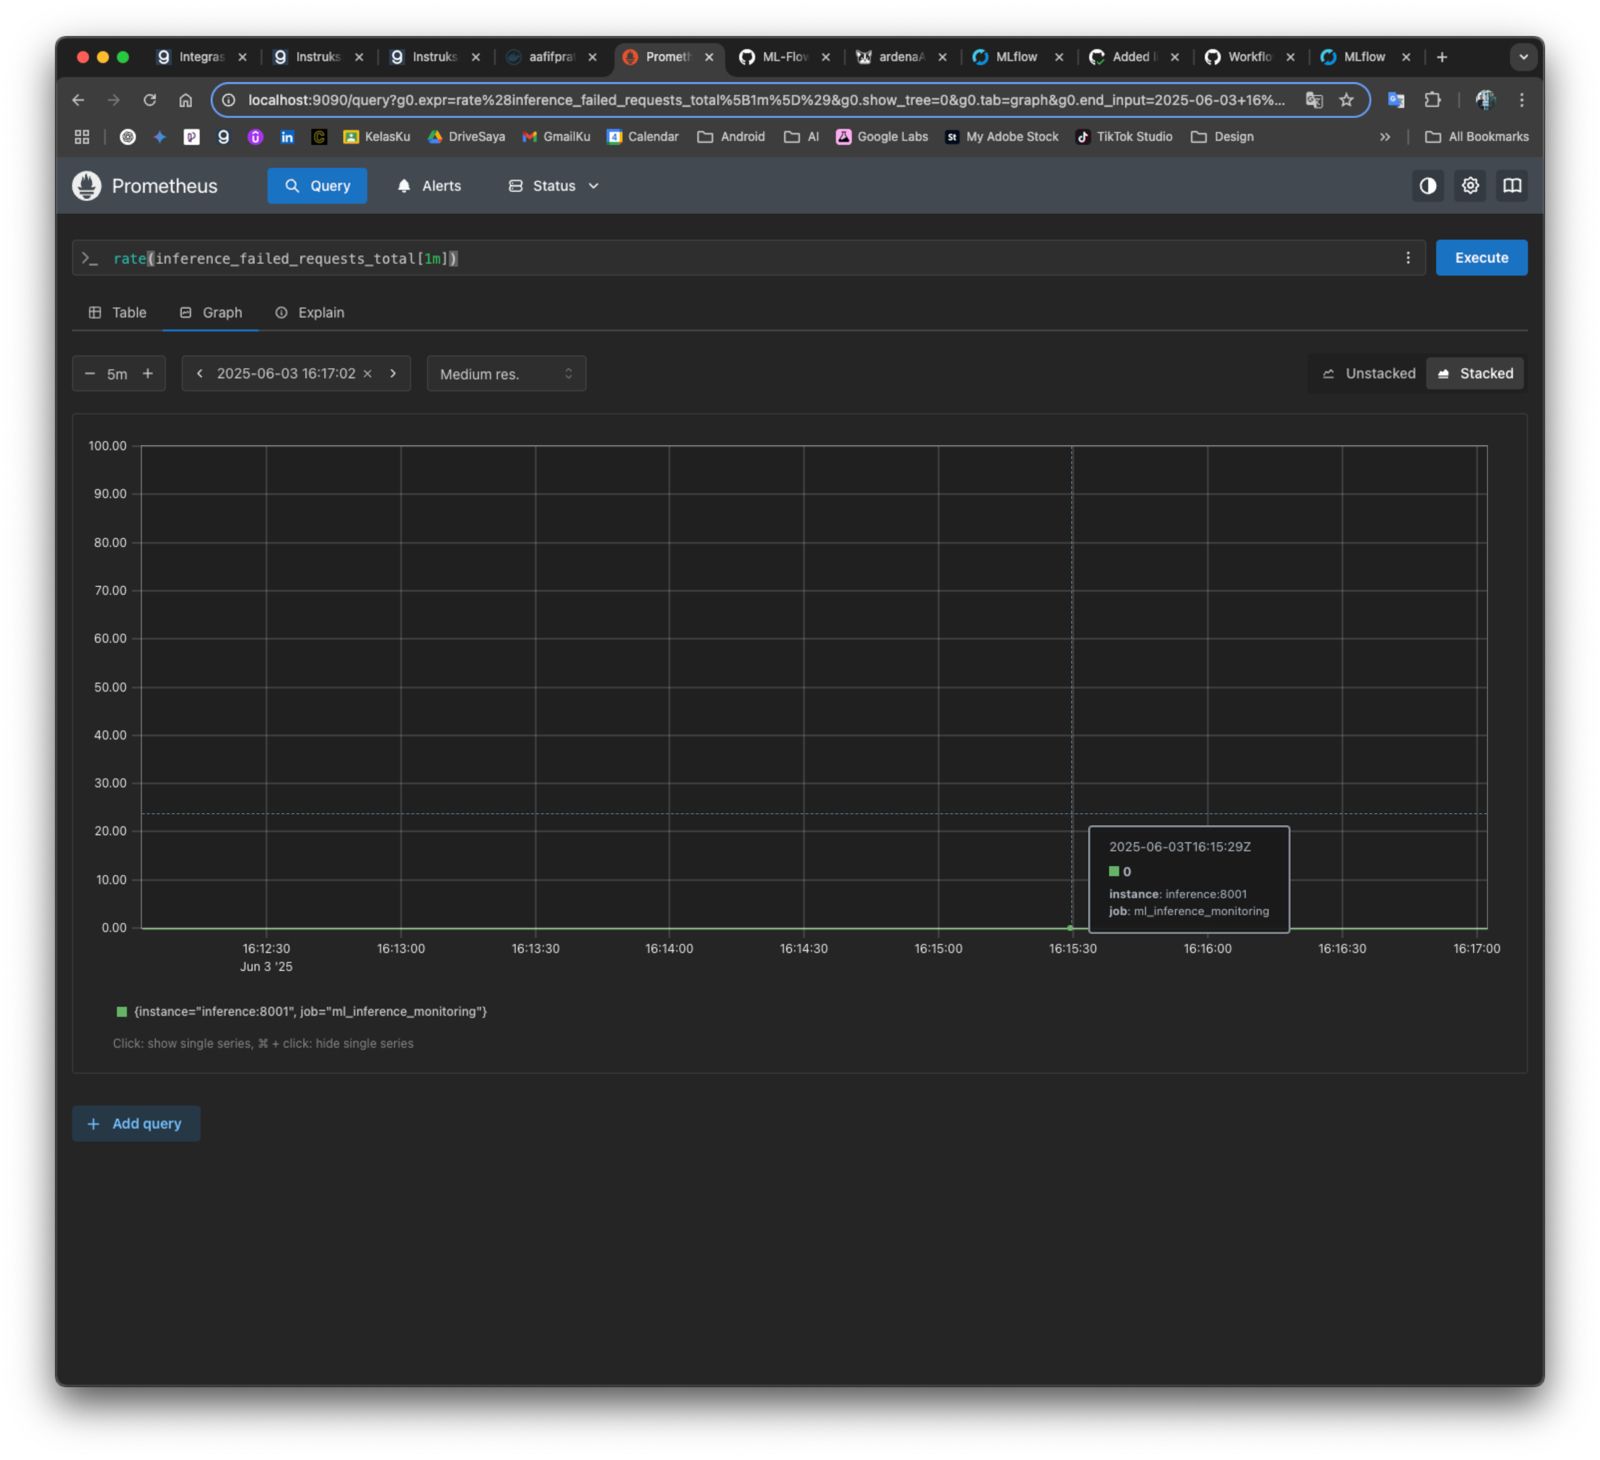 Integras
Instruks
Instruks
aafifprat
Prometh
ML-Flow
ardenaA
MLflow
Added l
Workflo
MLflow
localhost:9090/query?g0.expr=rate%28inference_failed_requests_total%5B1m%5D%29&g0.show_tree=0&g0.tab=graph&g0.end_input=2025-06-03+16%...
KelasKu
DriveSaya
GmailKu
Calendar
Android
AI
Google Labs
My Adobe Stock
TikTok Studio
Design
All Bookmarks
Prometheus
Query
Alerts
Status
rate(inference_failed_requests_total[1m])
Execute
Table
Graph
Explain
5m
2025-06-03 16:17:02
Medium res.
Unstacked
Stacked
100.00
90.00
80.00
70.00
60.00
50.00
40.00
30.00
20.00
10.00
0.00
2025-06-03T16:15:29Z
0
instance: inference:8001
job: ml_inference_monitoring
16:12:30
16:13:00
16:13:30
16:14:00
16:14:30
16:15:00
16:15:30
16:16:00
16:16:30
16:17:00
Jun 3 '25
{instance="inference:8001", job="ml_inference_monitoring"}
Click: show single series, ⌘ + click: hide single series
+ Add query